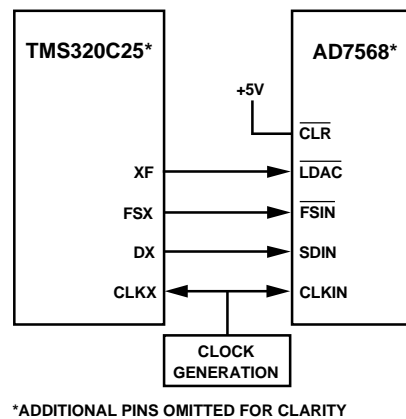 TMS320C25*
AD7568*
+5V
CLR
XF
LDAC
FSX
FSIN
DX
SDIN
CLKX
CLKIN
CLOCK
GENERATION
*ADDITIONAL PINS OMITTED FOR CLARITY